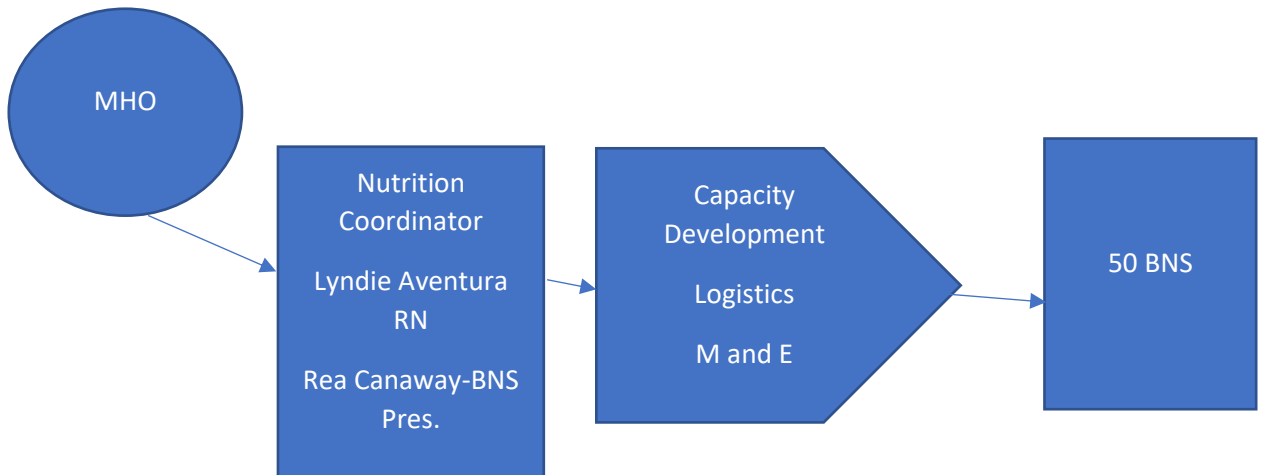 MHO
Nutrition
Coordinator
Lyndie Aventura
RN
Rea Canaway-BNS
Pres.
Capacity
Development
Logistics
M and E
50 BNS